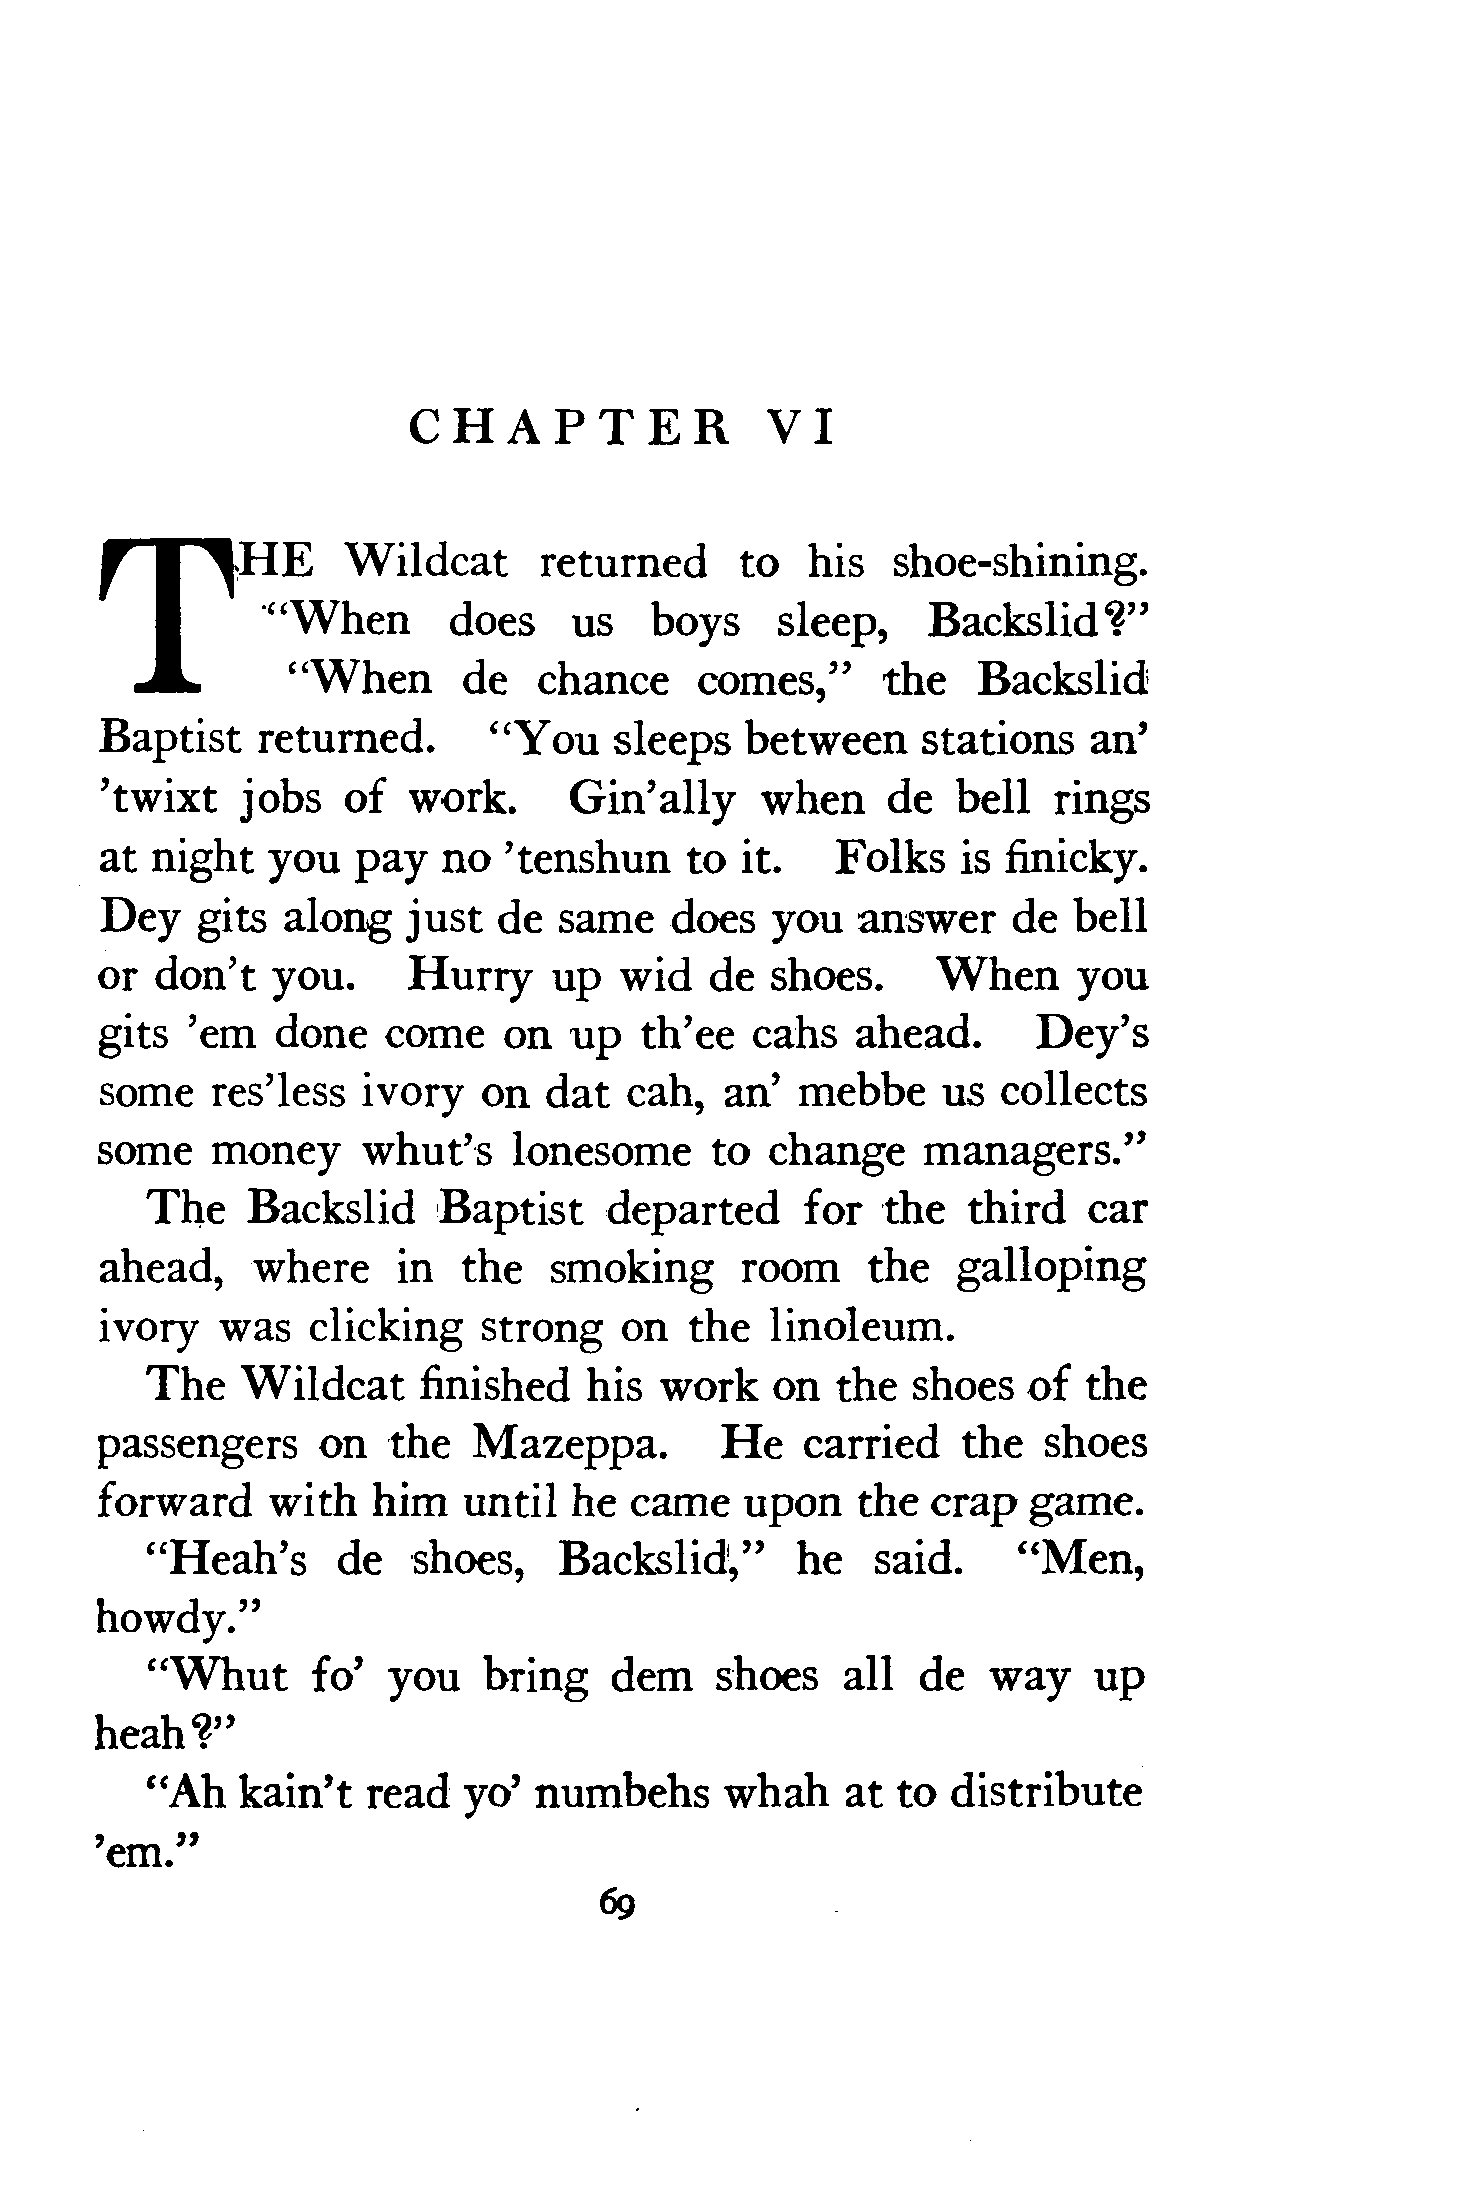 CHAPTER VI
THE Wildcat returned to his shoe-shining.
“When does us boys sleep, Backslid?”
“When de chance comes,” the Backslid
Baptist returned. “You sleeps between stations an’
’twixt jobs of work. Gin’ally when de bell rings
at night you pay no ’tenshun to it. Folks is finicky.
Dey gits along just de same does you answer de bell
or don’t you. Hurry up wid de shoes. When you
gits ’em done come on up th’ee cahs ahead. Dey’s
some res’less ivory on dat cah, an’ mebbe us collects
some money whut’s lonesome to change managers.”
The Backslid Baptist departed for the third car
ahead, where in the smoking room the galloping
ivory was clicking strong on the linoleum.
The Wildcat finished his work on the shoes of the
passengers on the Mazeppa. He carried the shoes
forward with him until he came upon the crap game.
“Heah’s de shoes, Backslid,” he said. “Men,
howdy.”
“Whut fo’ you bring dem shoes all de way up
heah?”
“Ah kain’t read yo’ numbehs whah at to distribute
’em.”
69